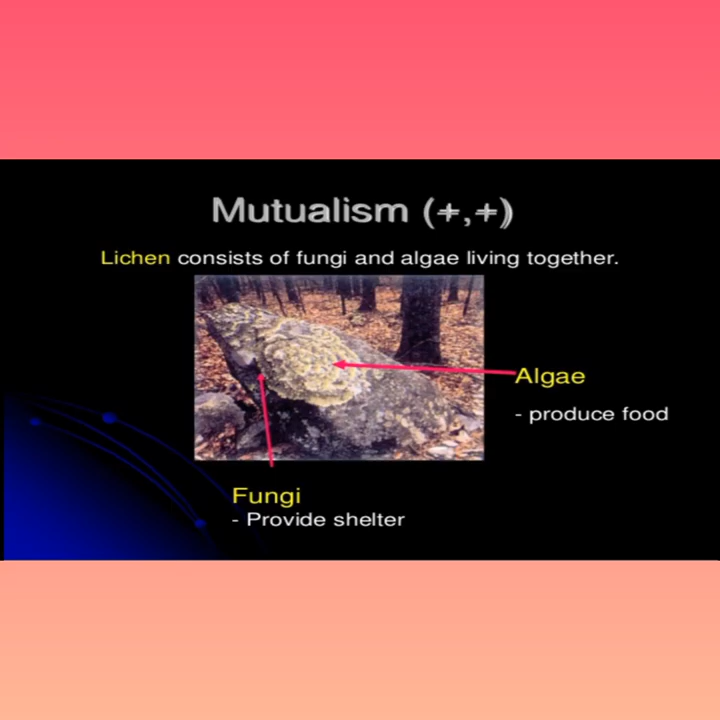 Mutualism (+,+)
Lichen consists of fungi and algae living together.
Algae
- produce food
Fungi
- Provide shelter